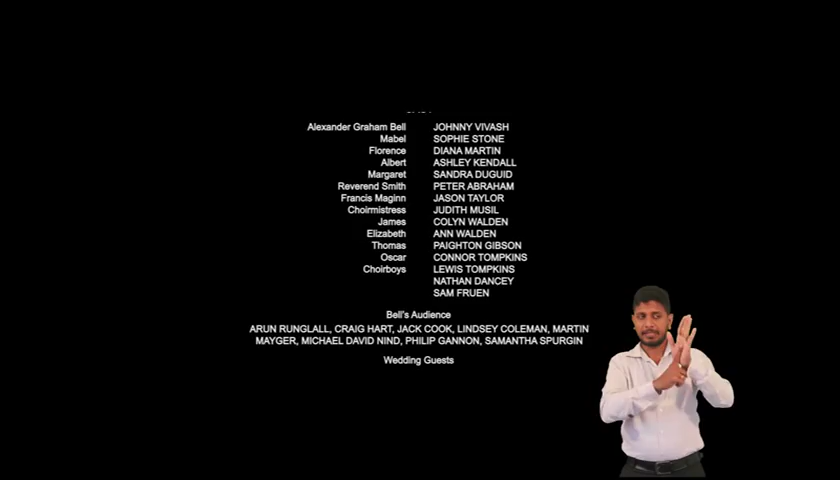 Alexander Graham Bell JOHNNY VIVASH
Mabel SOPHIE STONE
Florence DIANA MARTIN
Albert ASHLEY KENDALL
Margaret SANDRA DUGUID
Reverend Smith PETER ABRAHAM
Francis Maginn JASON TAYLOR
Choirmistress JUDITH MUSIL
James COLYN WALDEN
Elizabeth ANN WALDEN
Thomas PAIGHTON GIBSON
Oscar CONNOR TOMPKINS
Choirboys LEWIS TOMPKINS
NATHAN DANCEY
SAM FRUEN
Bell's Audience
ARUN RUNGLALL, CRAIG HART, JACK COOK, LINDSEY COLEMAN, MARTIN
MAYGER, MICHAEL DAVID NIND, PHILIP GANNON, SAMANTHA SPURGIN
Wedding Guests